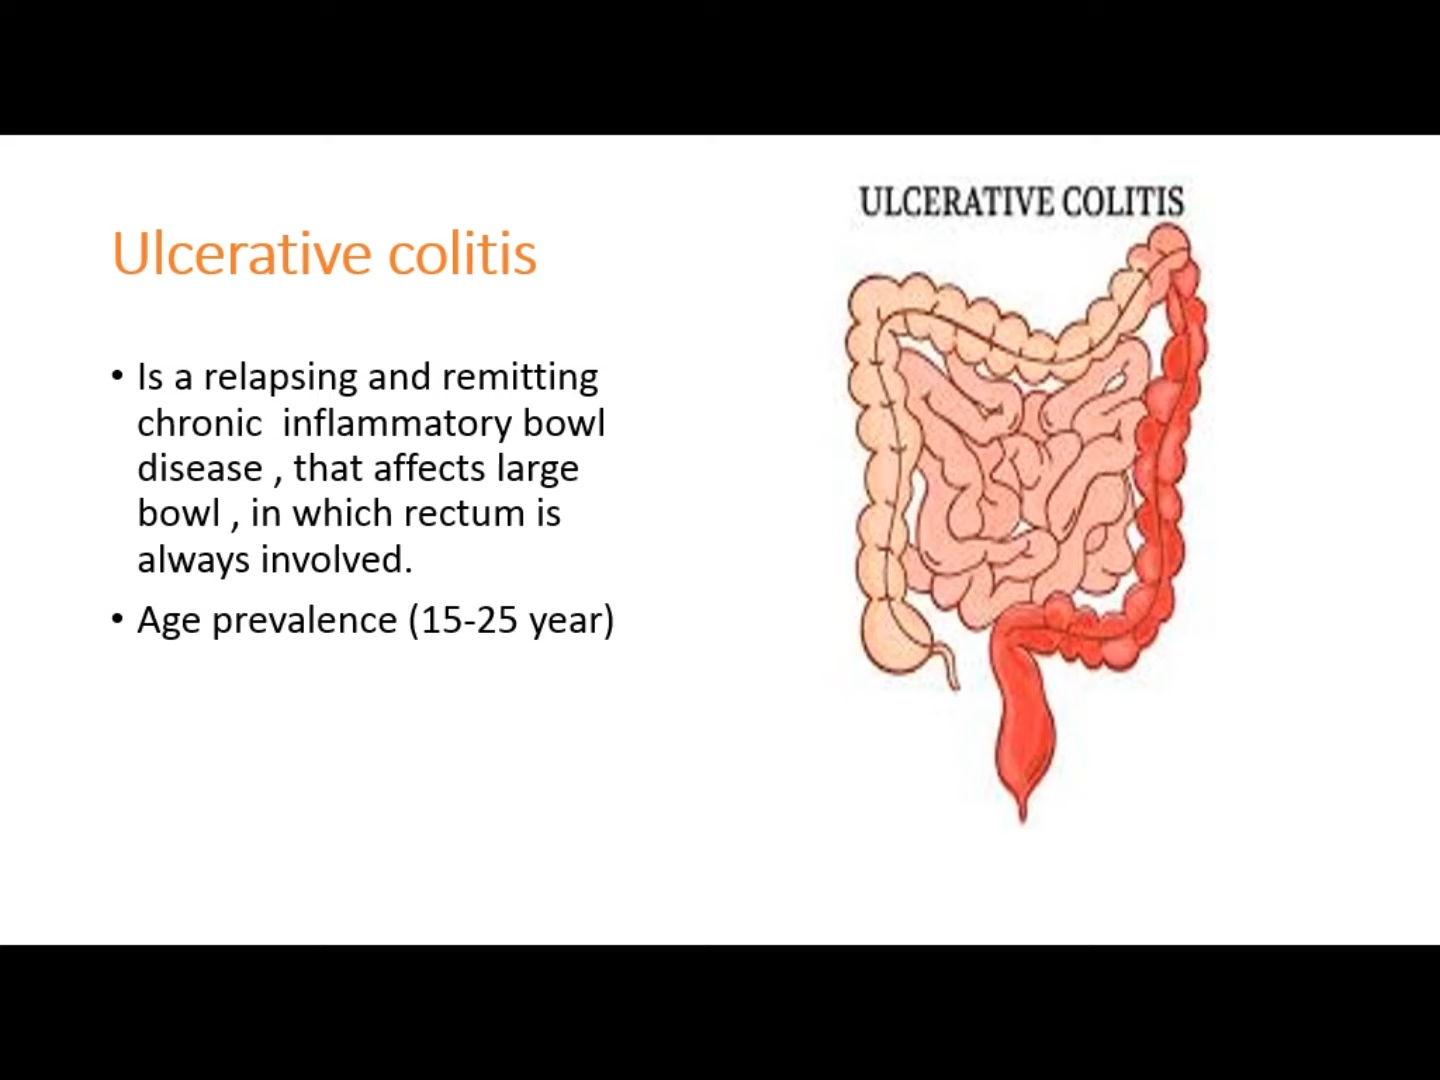 ULCERATIVE COLITIS
Ulcerative colitis
• Is a relapsing and remitting
chronic  inflammatory bowl
disease , that affects large
bowl , in which rectum is
always involved.
• Age prevalence (15-25 year)